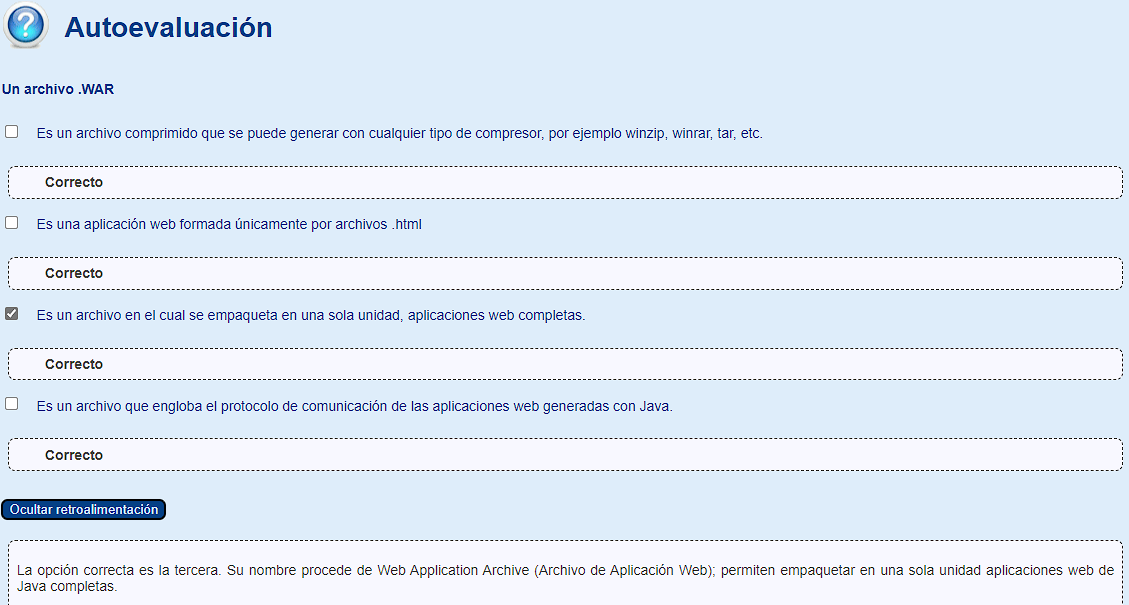 Autoevaluación
Un archivo .WAR
Es un archivo comprimido que se puede generar con cualquier tipo de compresor, por ejemplo winzip, winrar, tar, etc.
Correcto
Es una aplicación web formada únicamente por archivos .html
Correcto
Es un archivo en el cual se empaqueta en una sola unidad, aplicaciones web completas.
Correcto
Es un archivo que engloba el protocolo de comunicación de las aplicaciones web generadas con Java.
Correcto
Ocultar retroalimentación
La opción correcta es la tercera. Su nombre procede de Web Application Archive (Archivo de Aplicación Web); permiten empaquetar en una sola unidad aplicaciones web de
Java completas.